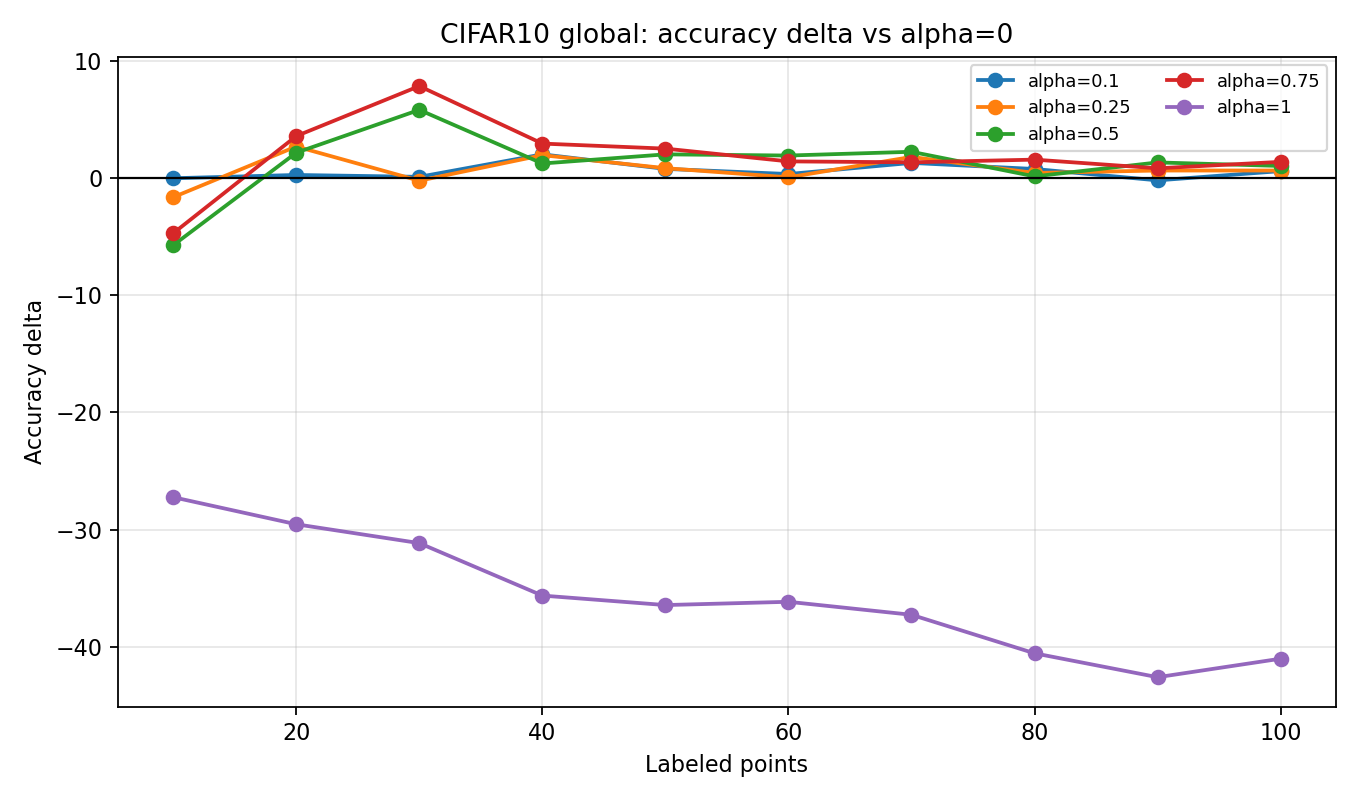 CIFAR10 global: accuracy delta vs alpha=0
alpha=0.1
alpha=0.25
alpha=0.5
alpha=0.75
alpha=1
10
0
−10
−20
−30
−40
Accuracy delta
20
40
60
80
100
Labeled points